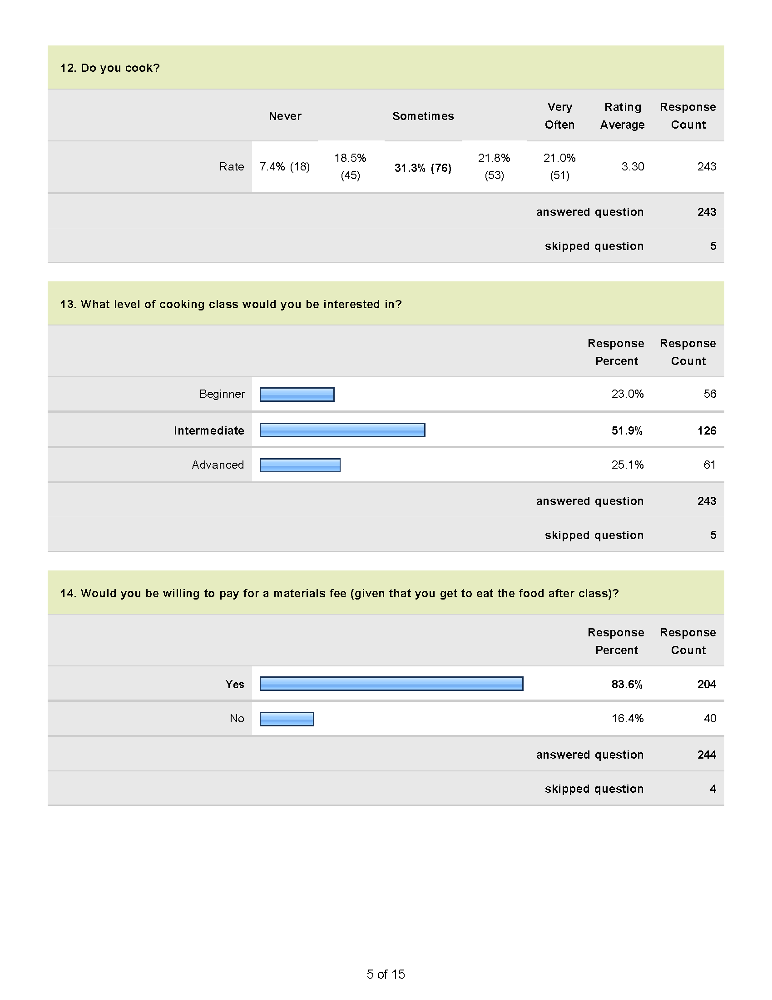 12. Do you cook?
Never Sometimes Very Often Rating Average Response Count
Rate 7.4% (18) 18.5% (45) 31.3% (76) 21.8% (53) 21.0% (51) 3.30 243
answered question 243
skipped question 5
13. What level of cooking class would you be interested in?
Response Percent Response Count
Beginner 23.0% 56
Intermediate 51.9% 126
Advanced 25.1% 61
answered question 243
skipped question 5
14. Would you be willing to pay for a materials fee (given that you get to eat the food after class)?
Response Percent Response Count
Yes 83.6% 204
No 16.4% 40
answered question 244
skipped question 4
5 of 15